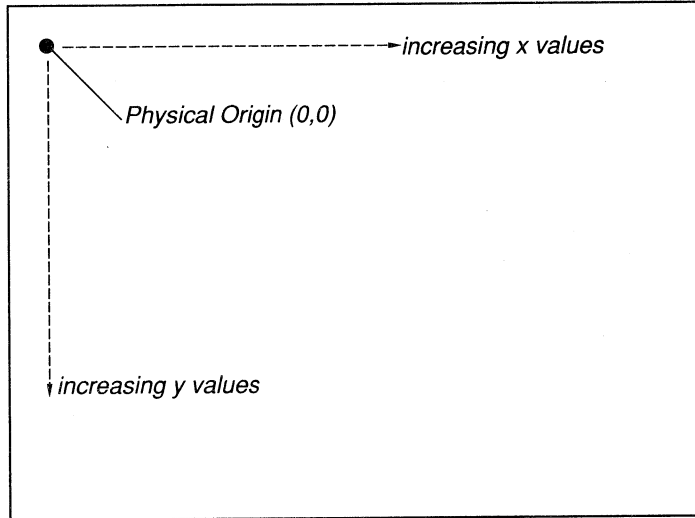 increasing x values
Physical Origin (0,0)
increasing y values